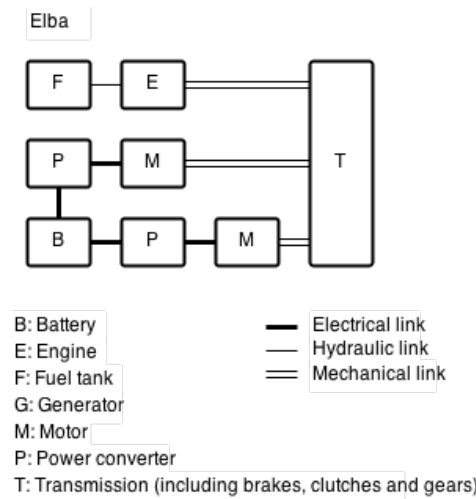 Elba
F E
T
P M
B P M
B: Battery
E: Engine
F: Fuel tank
G: Generator
M: Motor
P: Power converter
T: Transmission (including brakes, clutches and gears)
Electrical link
Hydraulic link
Mechanical link